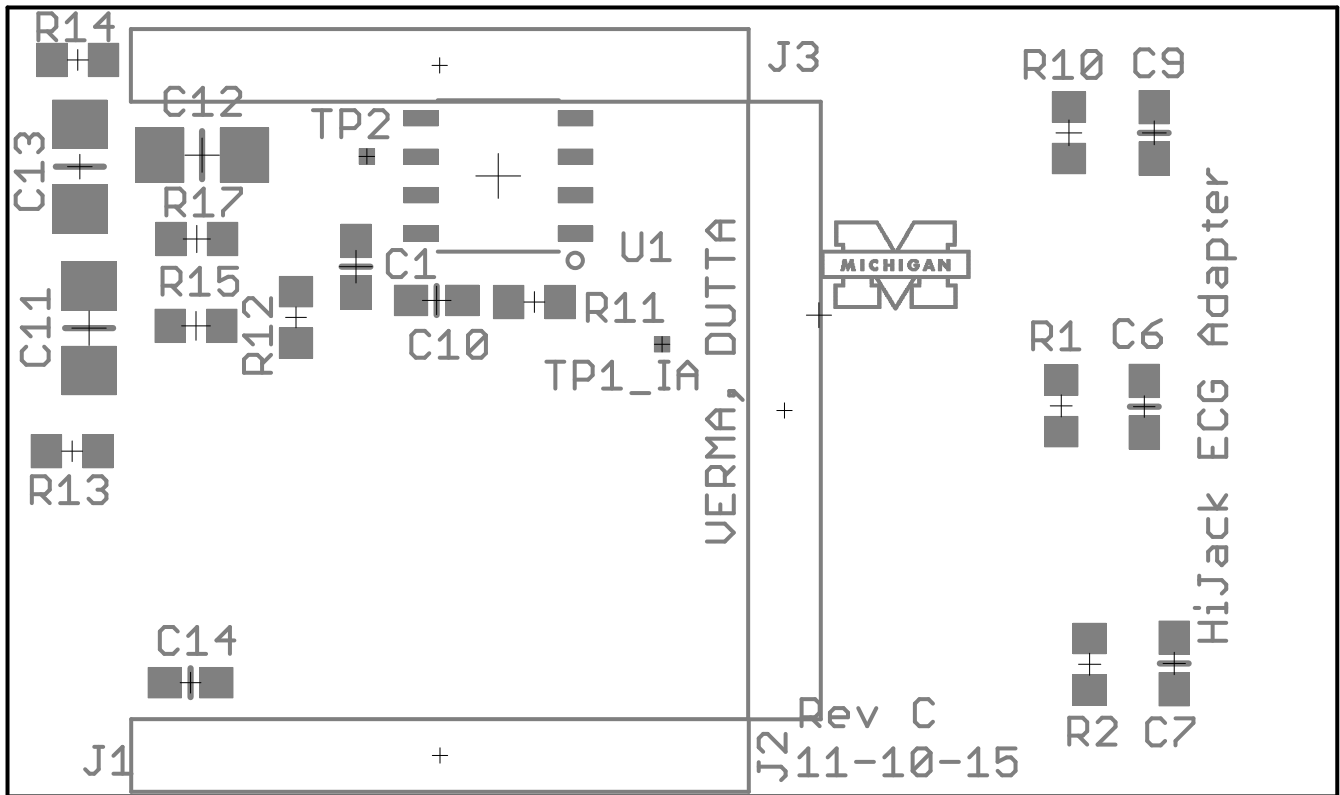 R14
J3
R10
C9
C12
TP2
C13
R17
U1
C1
MICHIGAN
R15
R11
R12
C11
C10
TP1_IA
VERMA, DUTTA
R1
C6
HiJack ECG Adapter
R13
C14
Rev C
R2
C7
J1
J2
11-10-15